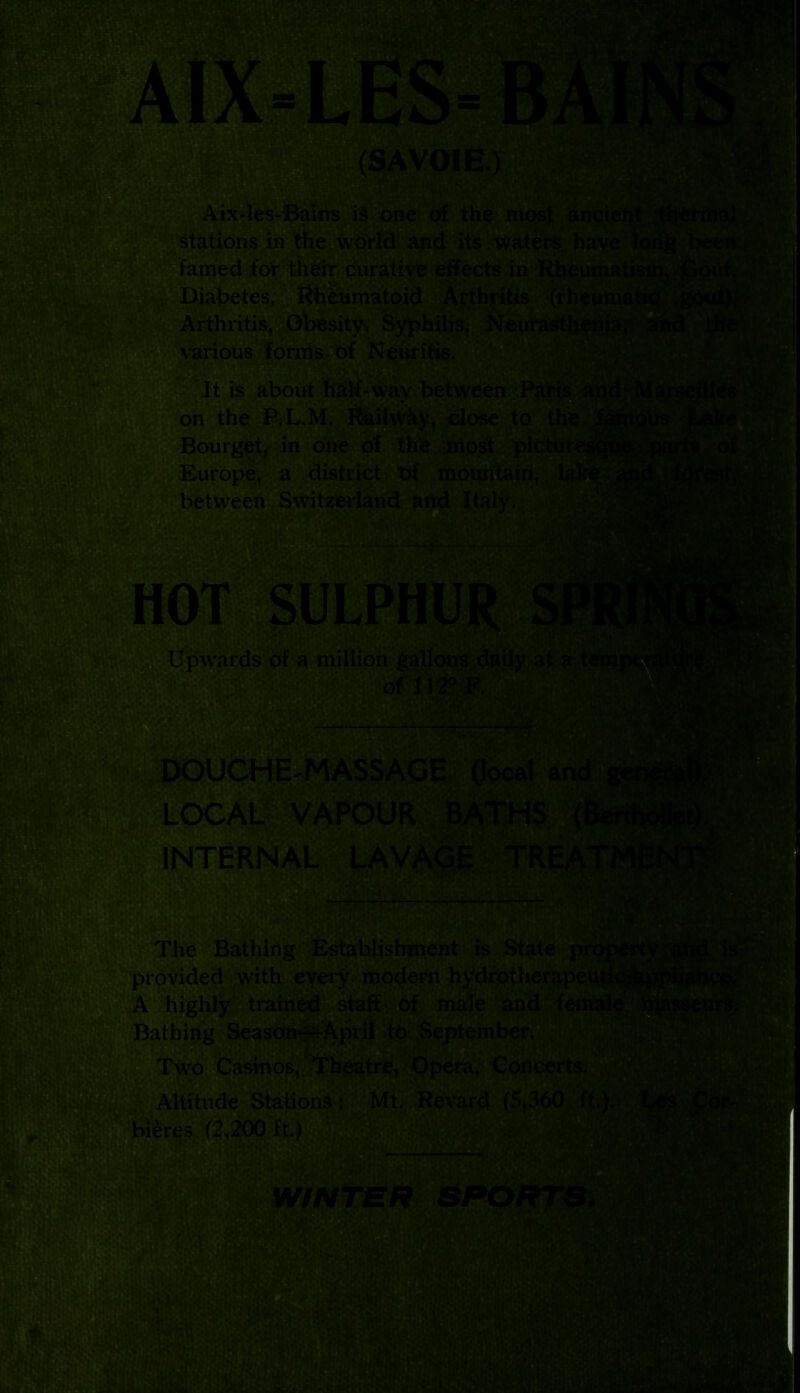 AIX=LES=BAINS
(SAVOIE.)
Aix-les-Bains is one of the most ancient thermal
stations in the world and its waters have long been
famed for their curative effects in Rheumatism, Gout,
Diabetes, Rheumatoid Arthritis (rheumatic gout),
Arthritis, Obesity, Syphilis, Neurasthenia, and the
various forms of Neuritis.
It is about half-way between Paris and Marseilles
on the P.L.M. Railway, close to the famous Lake
Bourget, in one of the most picturesque parts of
Europe, a district of mountain, lake and forest,
between Switzerland and Italy.
HOT SULPHUR SPRINGS
Upwards of a million gallons daily at a temperature
of 112° F.
DOUCHE-MASSAGE (local and general).
LOCAL VAPOUR BATHS (Berthollet).
INTERNAL LAVAGE TREATMENT.
The Bathing Establishment is State property and is
provided with every modern hydrotherapeutic appliance.
A highly trained staff of male and female masseurs.
Bathing Season—April to September.
Two Casinos, Theatre, Opera, Concerts.
Altitude Stations: Mt. Revard (5,360 ft.). Les Cor-
bières (2,200 ft.)
WINTER SPORTS.